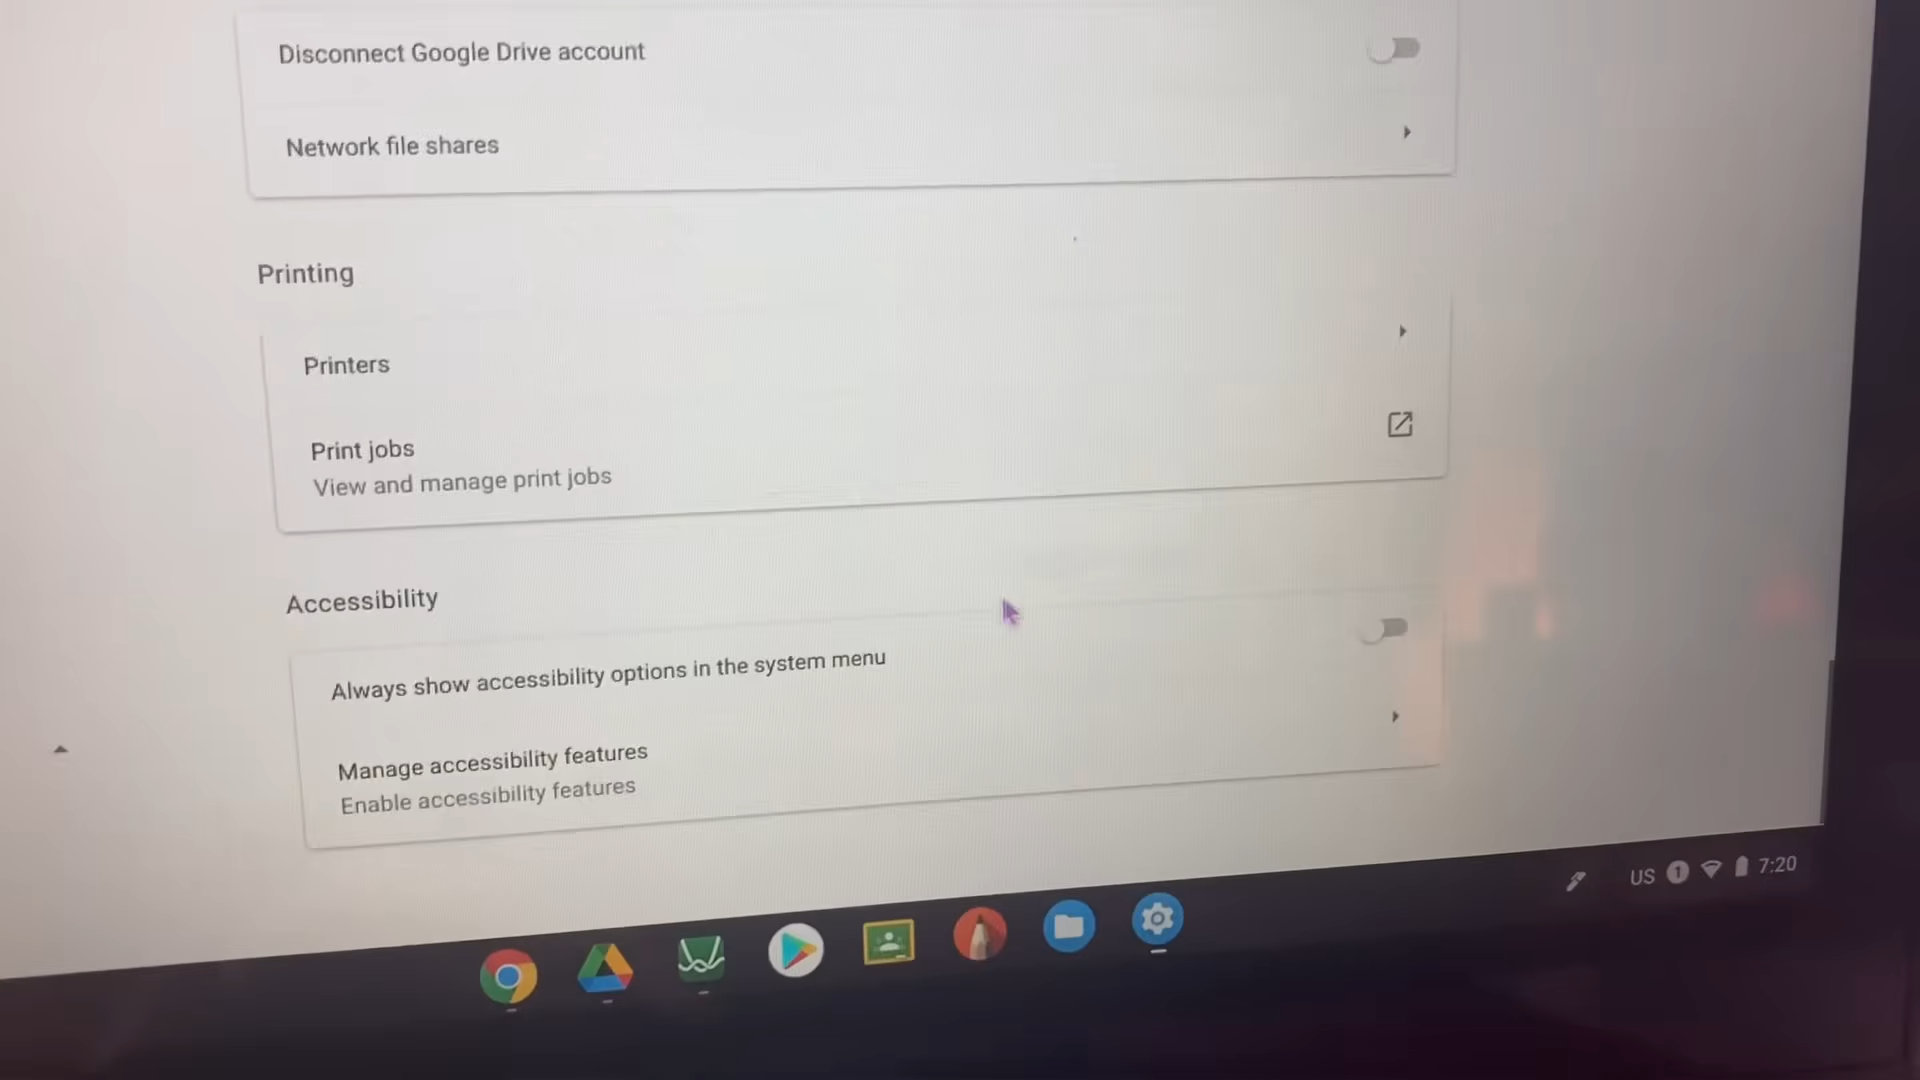 Disconnect Google Drive account
Network file shares
Printing
Printers
Print jobs
View and manage print jobs
Accessibility
Always show accessibility options in the system menu
Manage accessibility features
Enable accessibility features
US 1 7:20